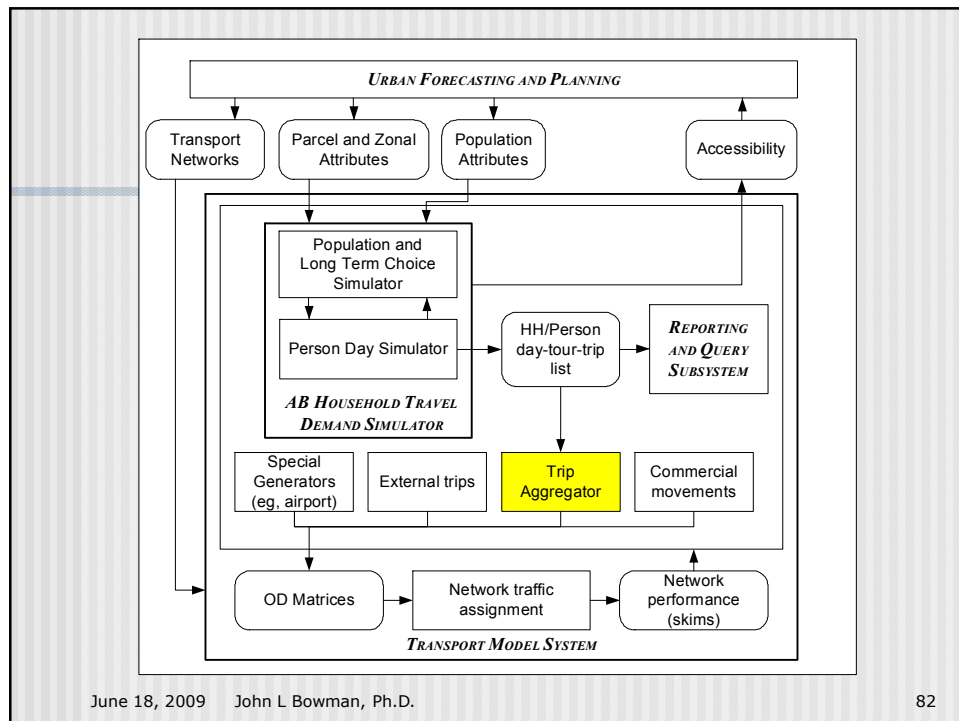 URBAN FORECASTING AND PLANNING
Transport
Networks
Parcel and Zonal
Attributes
Population
Attributes
Accessibility
Population and
Long Term Choice
Simulator
Person Day Simulator
AB HOUSEHOLD TRAVEL
DEMAND SIMULATOR
HH/Person
day-tour-trip
list
REPORTING
AND QUERY
SUBSYSTEM
Special
Generators
(eg, airport)
External trips
Trip
Aggregator
Commercial
movements
OD Matrices
Network traffic
assignment
Network
performance
(skims)
TRANSPORT MODEL SYSTEM
June 18, 2009 John L Bowman, Ph.D. 82